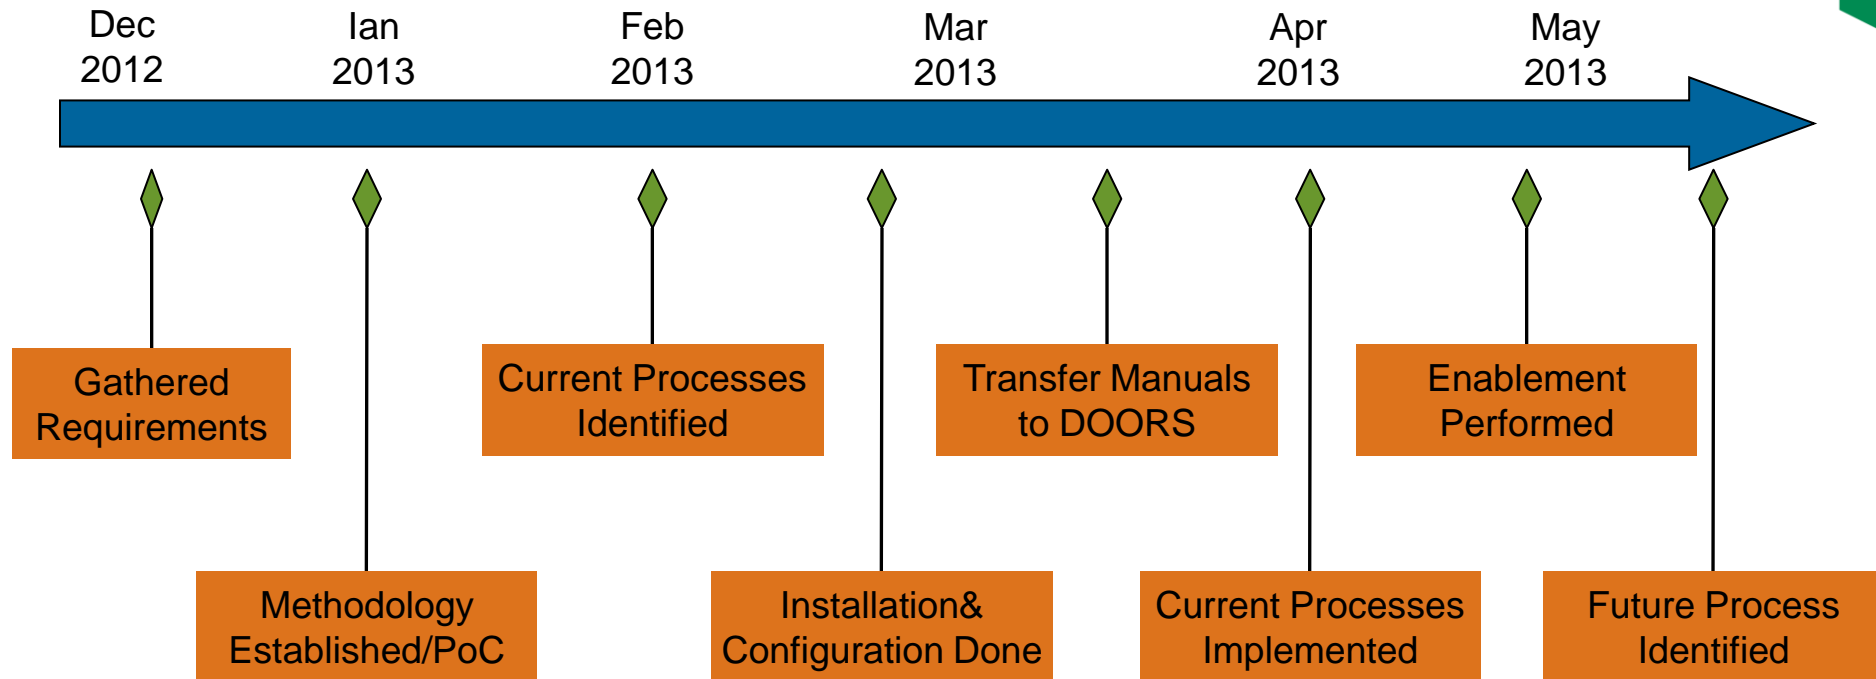 Dec
2012
Ian
2013
Feb
2013
Mar
2013
Apr
2013
May
2013
Gathered
Requirements
Current Processes
Identified
Transfer Manuals
to DOORS
Enablement
Performed
Methodology
Established/PoC
Installation&
Configuration Done
Current Processes
Implemented
Future Process
Identified